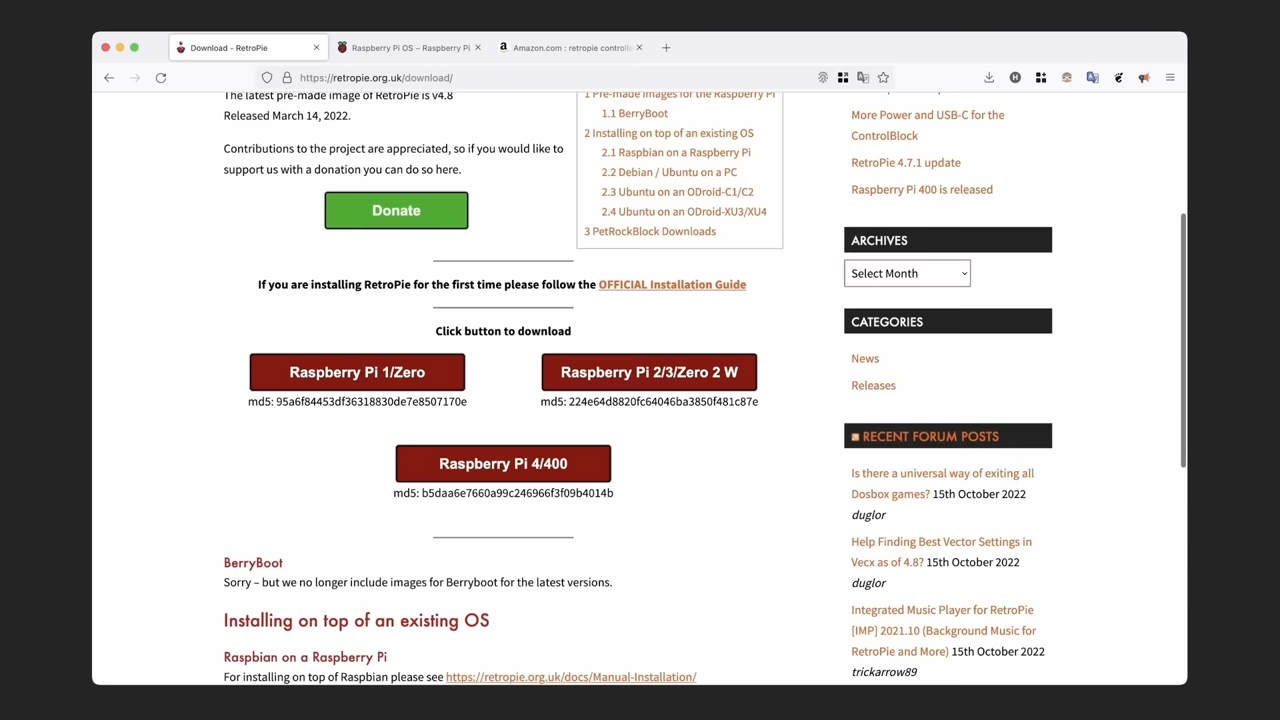 Download - RetroPie
Raspberry Pi OS – Raspberry Pi
Amazon.com : retropie controlle
https://retropie.org.uk/download/
The latest pre-made image of RetroPie is v4.8
Released March 14, 2022.
Contributions to the project are appreciated, so if you would like to
support us with a donation you can do so here.
Donate
1 Pre-made images for the Raspberry Pi
1.1 BerryBoot
2 Installing on top of an existing OS
2.1 Raspbian on a Raspberry Pi
2.2 Debian / Ubuntu on a PC
2.3 Ubuntu on an ODroid-C1/C2
2.4 Ubuntu on an ODroid-XU3/XU4
3 PetRockBlock Downloads
If you are installing RetroPie for the first time please follow the OFFICIAL Installation Guide
Click button to download
Raspberry Pi 1/Zero
md5: 95a6f84453df36318830de7e8507170e
Raspberry Pi 2/3/Zero 2 W
md5: 224e64d8820fc64046ba3850f481c87e
Raspberry Pi 4/400
md5: b5daa6e7660a99c246966f3f09b4014b
BerryBoot
Sorry – but we no longer include images for Berryboot for the latest versions.
Installing on top of an existing OS
Raspbian on a Raspberry Pi
For installing on top of Raspbian please see https://retropie.org.uk/docs/Manual-Installation/
More Power and USB-C for the
ControlBlock
RetroPie 4.7.1 update
Raspberry Pi 400 is released
ARCHIVES
Select Month
CATEGORIES
News
Releases
RECENT FORUM POSTS
Is there a universal way of exiting all
Dosbox games? 15th October 2022
duglor
Help Finding Best Vector Settings in
Vecx as of 4.8? 15th October 2022
duglor
Integrated Music Player for RetroPie
[IMP] 2021.10 (Background Music for
RetroPie and More) 15th October 2022
trickarrow89